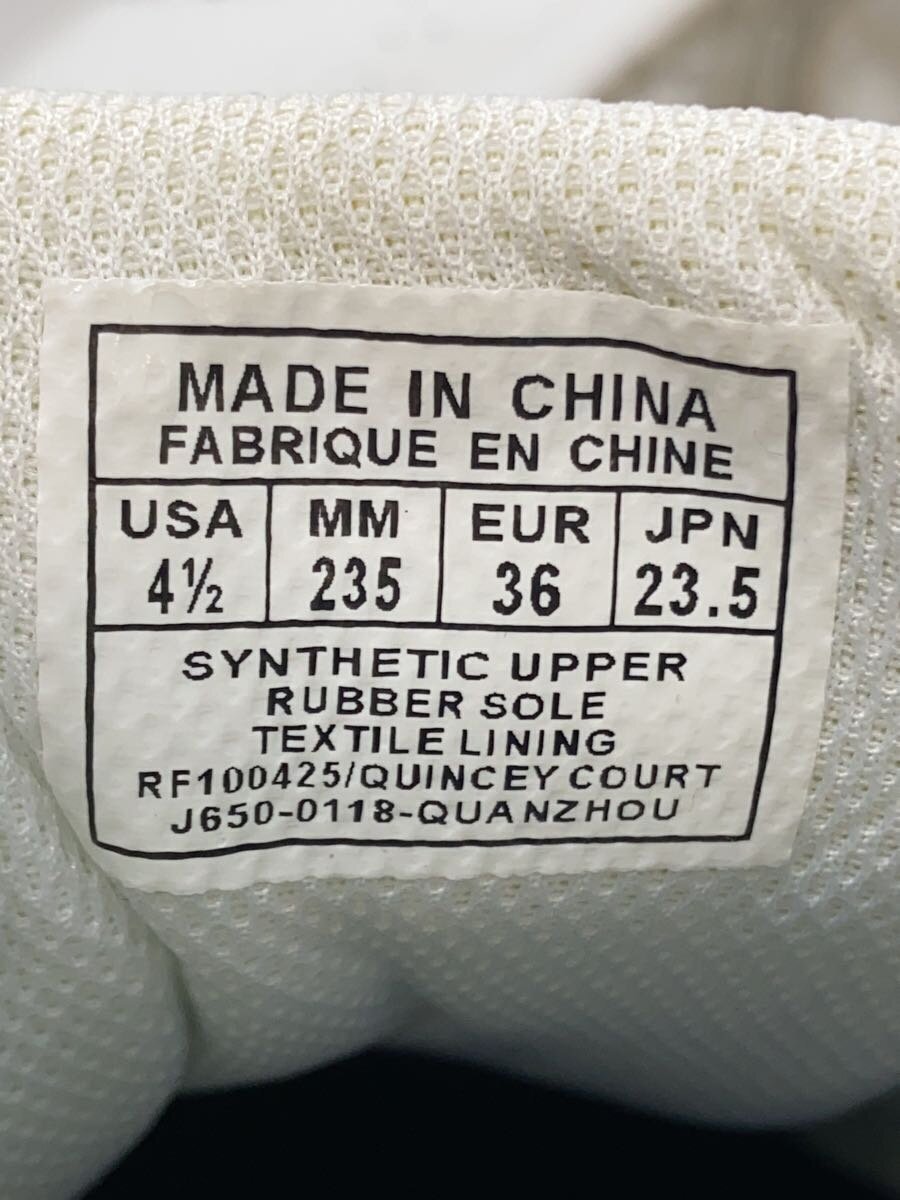 MADE IN CHINA
FABRIQUE EN CHINE
USA MM EUR JPN
4½ 235 36 23.5
SYNTHETIC UPPER
RUBBER SOLE
TEXTILE LINING
RF100425/QUINCEY COURT
J650-0118-QUANZHOU